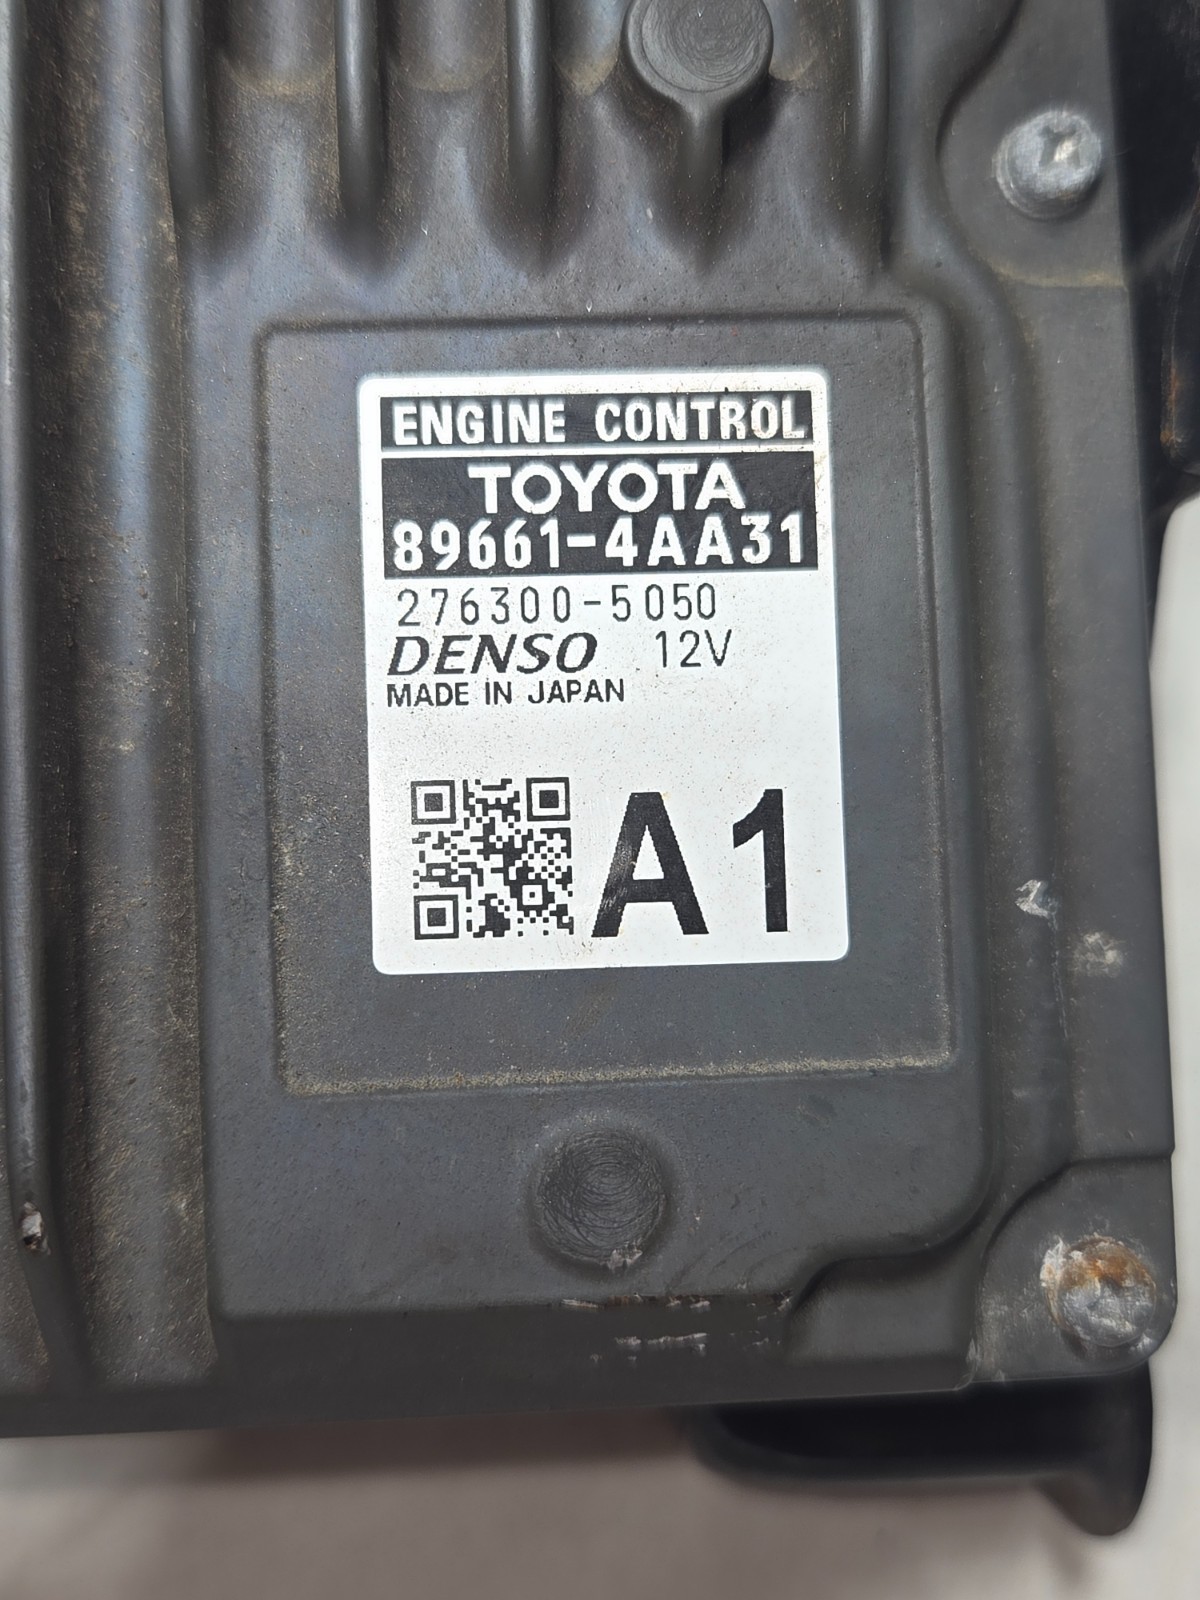 ENGINE CONTROL
TOYOTA
89661-4AA31
276300-5050
DENSO 12V
MADE IN JAPAN
A1